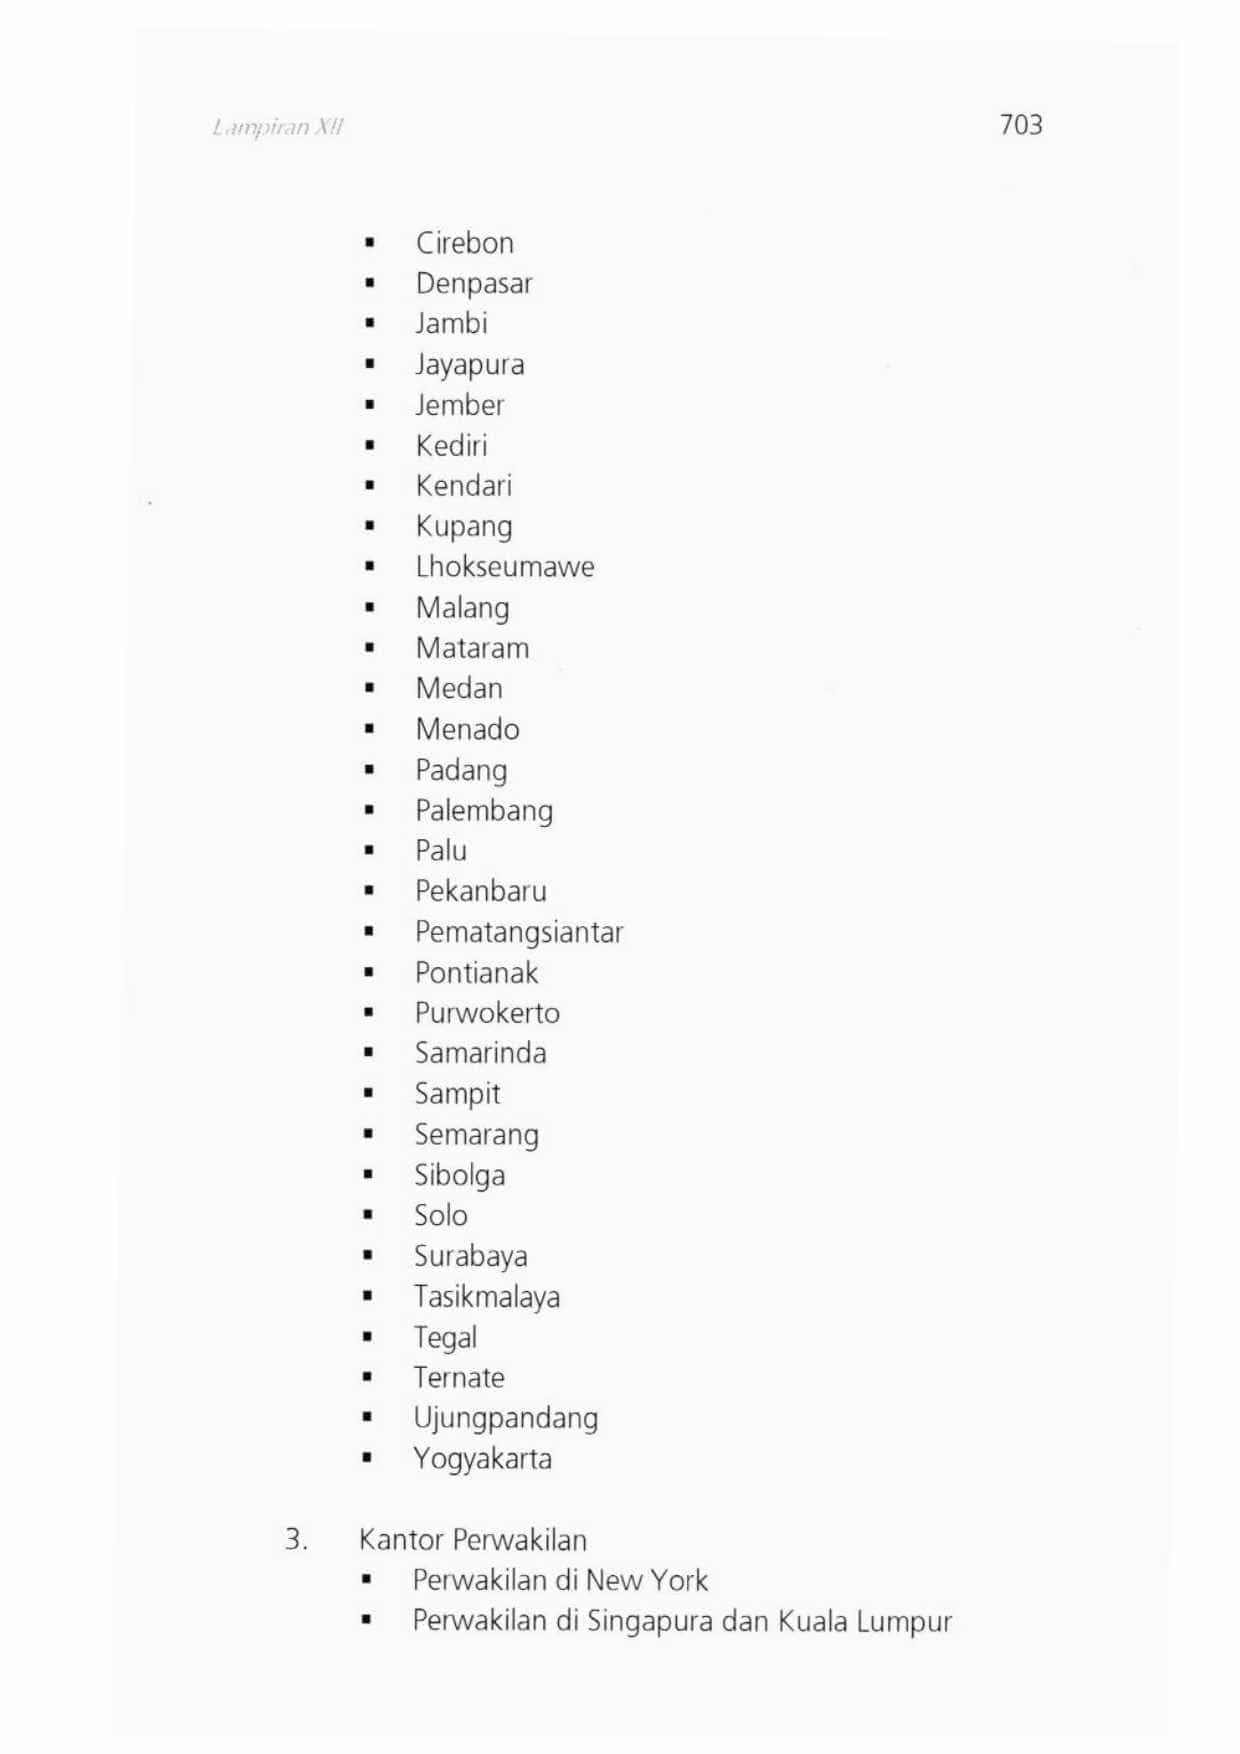 Lampiran XII 703
▪ Cirebon
▪ Denpasar
▪ Jambi
▪ Jayapura
▪ Jember
▪ Kediri
▪ Kendari
▪ Kupang
▪ Lhokseumawe
▪ Malang
▪ Mataram
▪ Medan
▪ Menado
▪ Padang
▪ Palembang
▪ Palu
▪ Pekanbaru
▪ Pematangsiantar
▪ Pontianak
▪ Purwokerto
▪ Samarinda
▪ Sampit
▪ Semarang
▪ Sibolga
▪ Solo
▪ Surabaya
▪ Tasikmalaya
▪ Tegal
▪ Ternate
▪ Ujungpandang
▪ Yogyakarta
3. Kantor Perwakilan
▪ Perwakilan di New York
▪ Perwakilan di Singapura dan Kuala Lumpur